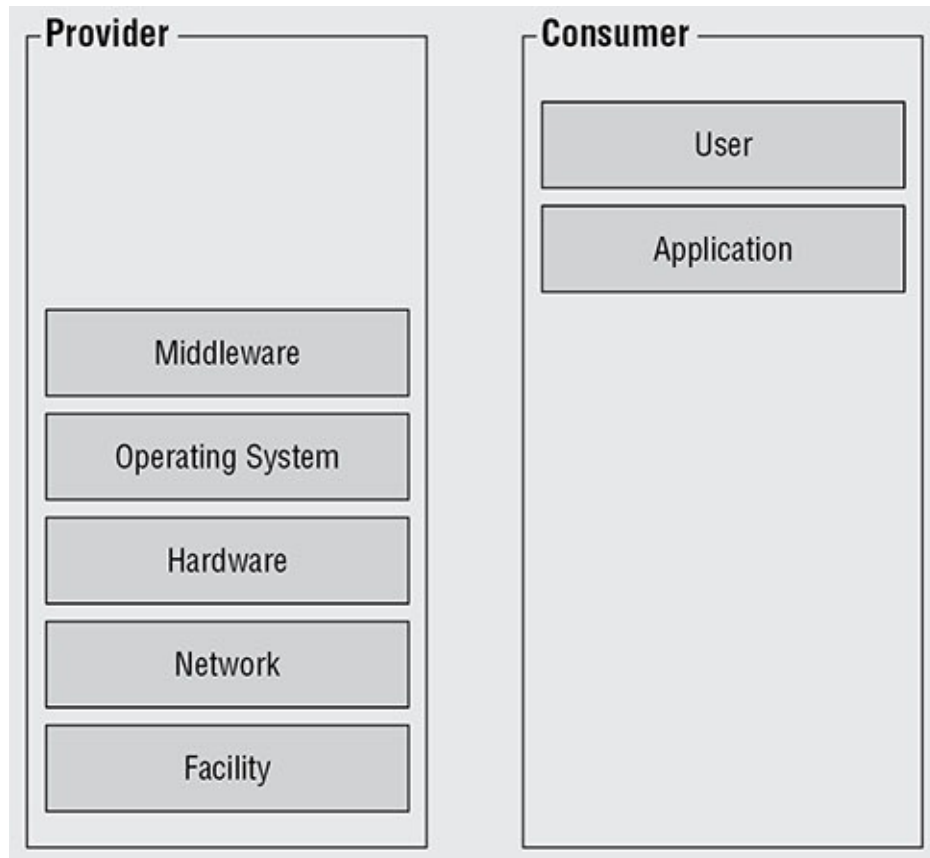 Provider
Middleware
Operating System
Hardware
Network
Facility
Consumer
User
Application